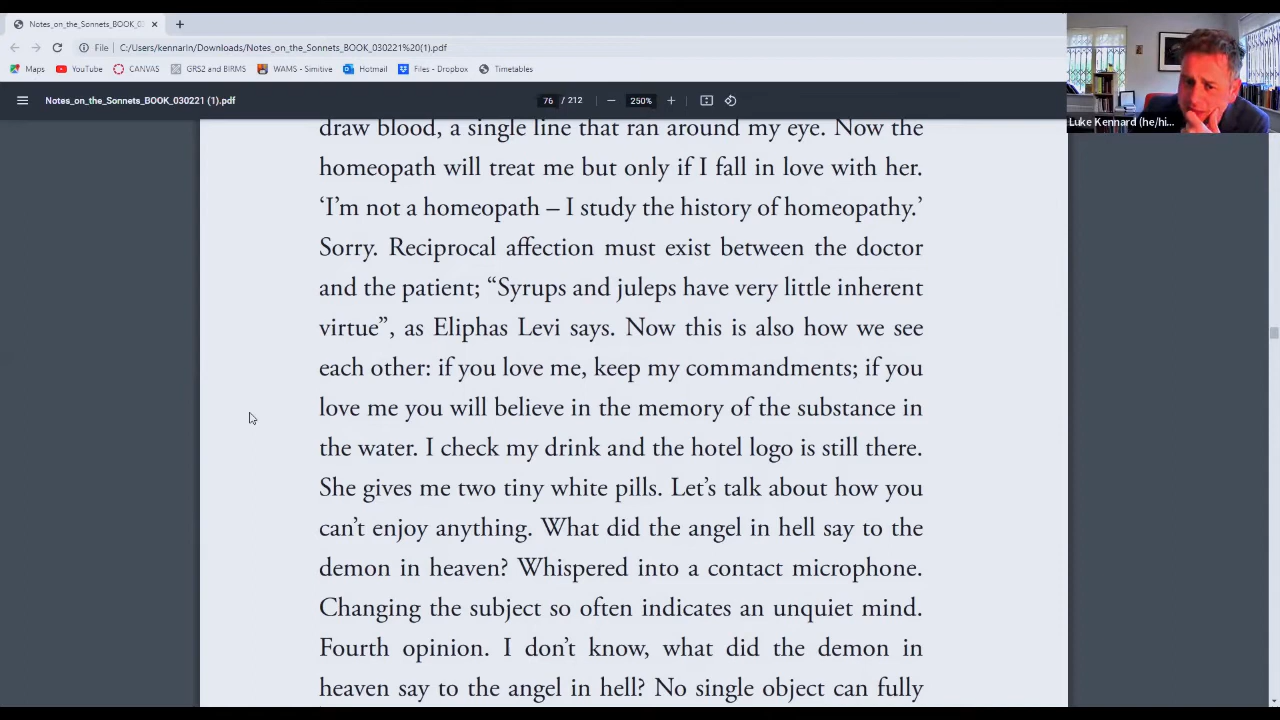 Notes_on_the_Sonnets_BOOK_03
File
C:/Users/kennarin/Downloads/Notes_on_the_Sonnets_BOOK_030221%20(1).pdf
Maps
YouTube
CANVAS
GRS2 and BIRMS
WAMS - Simitive
Hotmail
Files - Dropbox
Timetables
Notes_on_the_Sonnets_BOOK_030221 (1).pdf
76 / 212
250%
Luke Kennard (he/hi...
draw blood, a single line that ran around my eye. Now the
homeopath will treat me but only if I fall in love with her.
‘I’m not a homeopath – I study the history of homeopathy.’
Sorry. Reciprocal affection must exist between the doctor
and the patient; “Syrups and juleps have very little inherent
virtue”, as Eliphas Levi says. Now this is also how we see
each other: if you love me, keep my commandments; if you
love me you will believe in the memory of the substance in
the water. I check my drink and the hotel logo is still there.
She gives me two tiny white pills. Let’s talk about how you
can’t enjoy anything. What did the angel in hell say to the
demon in heaven? Whispered into a contact microphone.
Changing the subject so often indicates an unquiet mind.
Fourth opinion. I don’t know, what did the demon in
heaven say to the angel in hell? No single object can fully